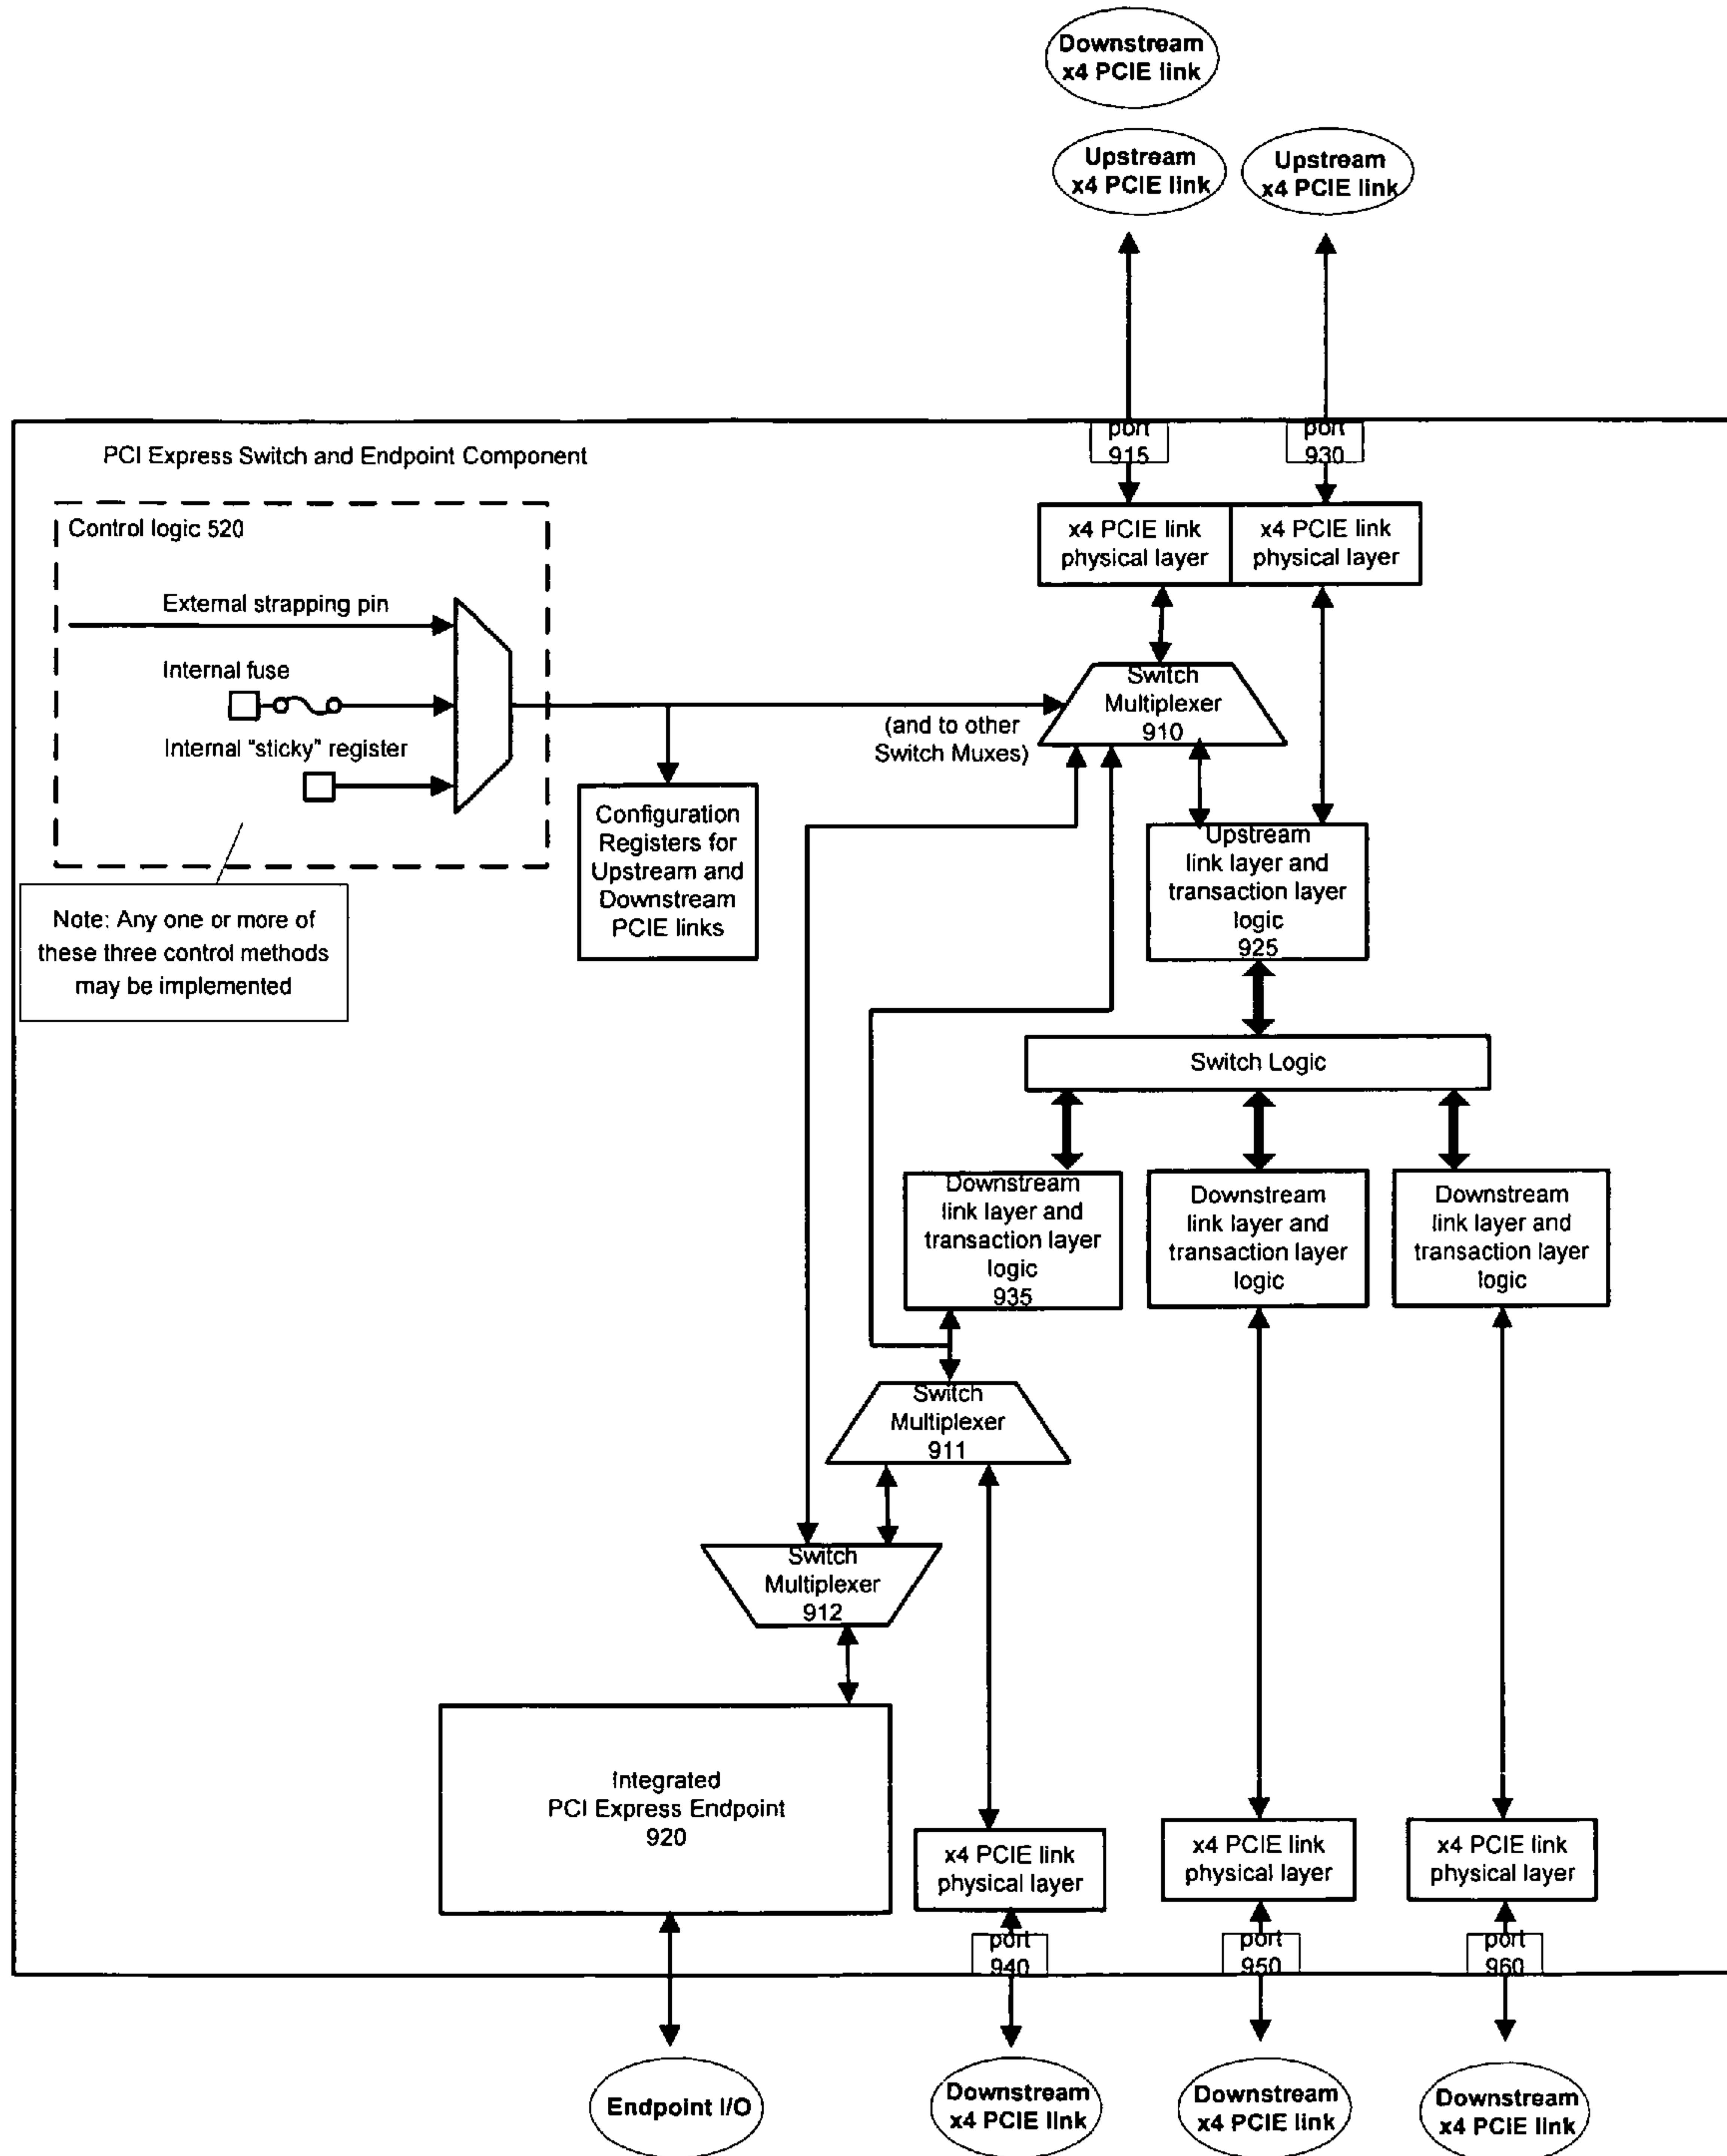 Downstream
x4 PCIE link
Upstream
x4 PCIE link
Upstream
x4 PCIE link
port
915
port
930
PCI Express Switch and Endpoint Component
x4 PCIE link
physical layer
x4 PCIE link
physical layer
Control logic 520
External strapping pin
Internal fuse
Internal "sticky" register
Switch
Multiplexer
910
(and to other
Switch Muxes)
Configuration
Registers for
Upstream and
Downstream
PCIE links
Upstream
link layer and
transaction layer
logic
925
Note: Any one or more of
these three control methods
may be implemented
Switch Logic
Downstream
link layer and
transaction layer
logic
935
Downstream
link layer and
transaction layer
logic
Downstream
link layer and
transaction layer
logic
Switch
Multiplexer
911
Switch
Multiplexer
912
Integrated
PCI Express Endpoint
920
x4 PCIE link
physical layer
x4 PCIE link
physical layer
x4 PCIE link
physical layer
port
940
port
950
port
960
Endpoint I/O
Downstream
x4 PCIE link
Downstream
x4 PCIE link
Downstream
x4 PCIE link